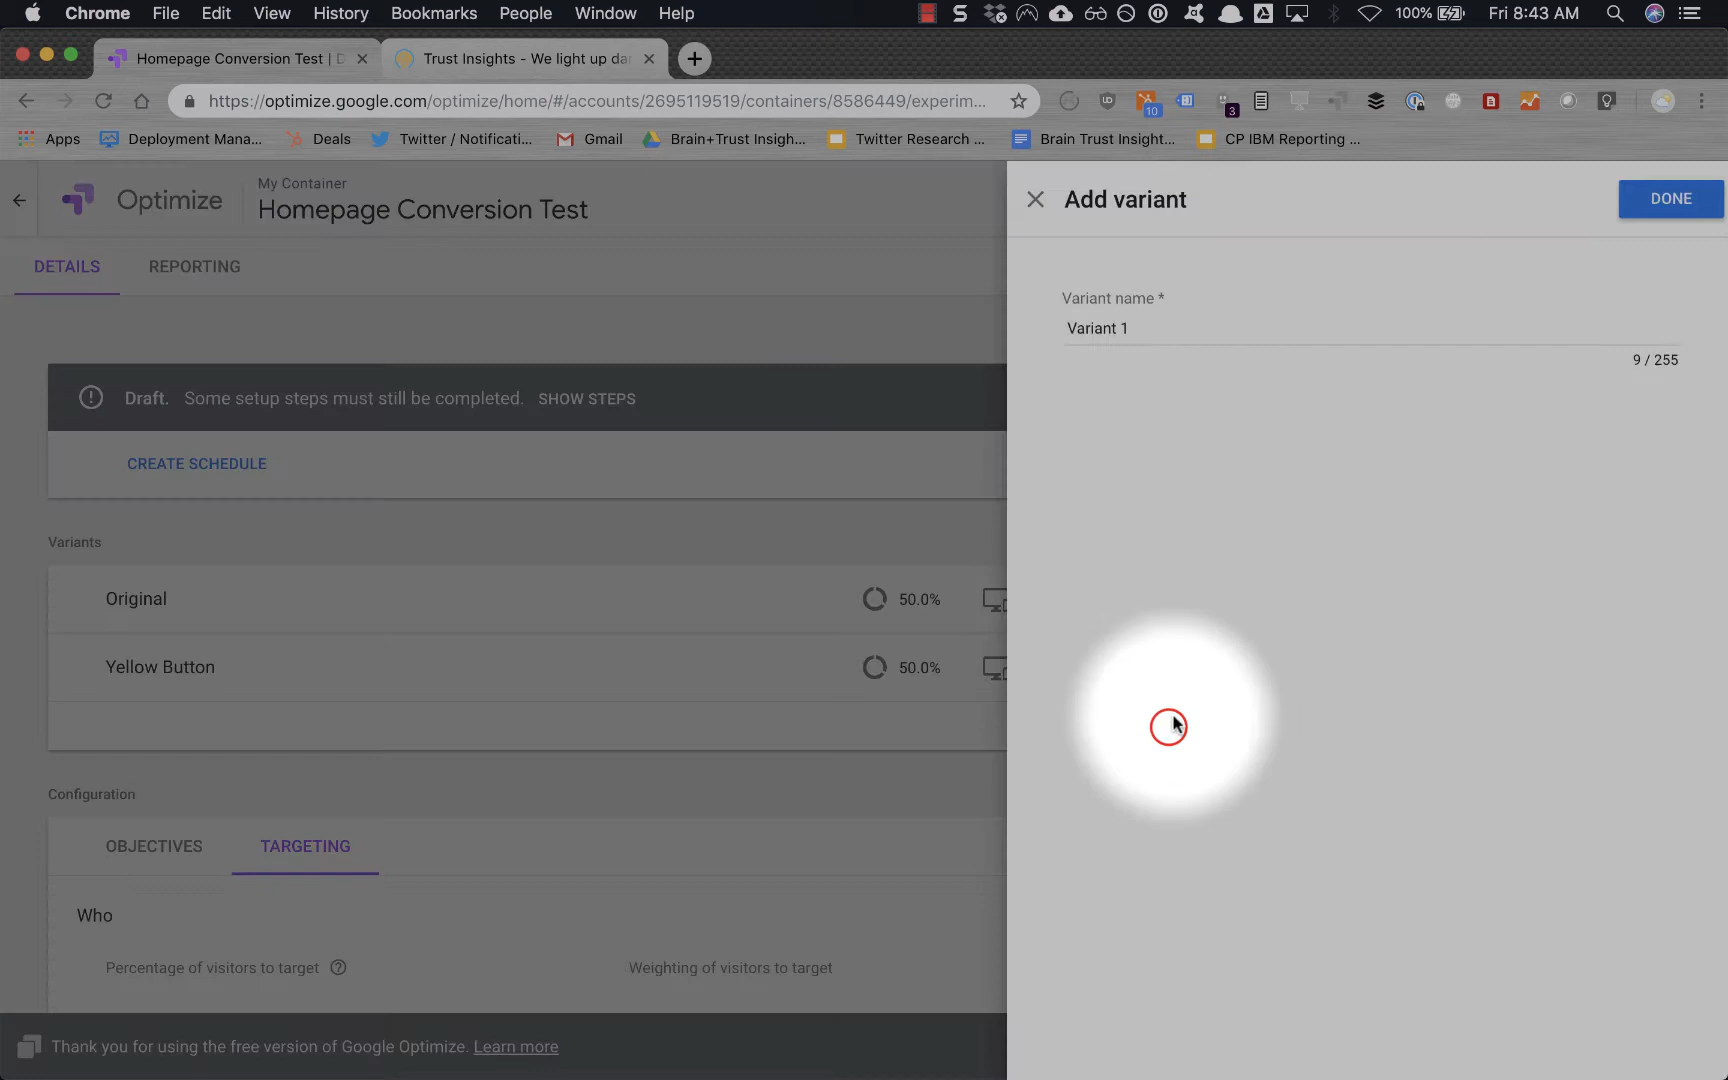 Chrome File Edit View History Bookmarks People Window Help 100% Fri 8:43 AM
Homepage Conversion Test | D
Trust Insights - We light up da
https://optimize.google.com/optimize/home/#/accounts/2695119519/containers/8586449/experim...
10
3
Apps Deployment Mana... Deals Twitter / Notificati... Gmail Brain+Trust Insigh... Twitter Research ... Brain Trust Insight... CP IBM Reporting ...
Optimize
My Container
Homepage Conversion Test
DETAILS REPORTING
Draft. Some setup steps must still be completed. SHOW STEPS
CREATE SCHEDULE
Variants
Original 50.0%
Yellow Button 50.0%
Configuration
OBJECTIVES TARGETING
Who
Percentage of visitors to target Weighting of visitors to target
Thank you for using the free version of Google Optimize. Learn more
Add variant
DONE
Variant name *
Variant 1
9 / 255